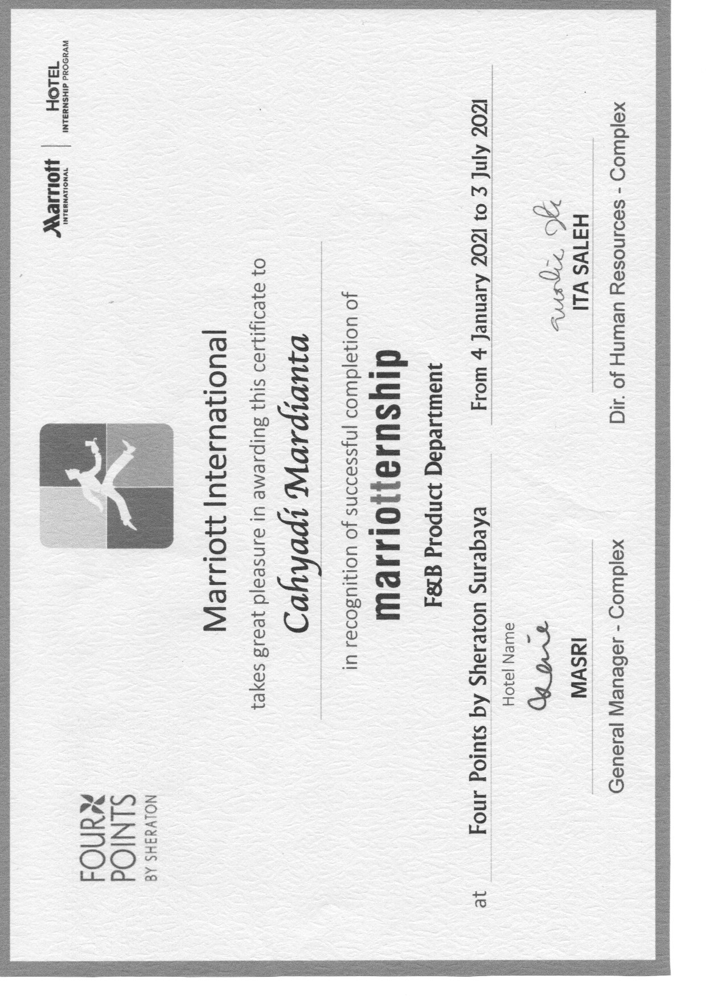 FOUR
POINTS
BY SHERATON
Marriott
INTERNATIONAL
HOTEL
INTERNSHIP PROGRAM
Marriott International
takes great pleasure in awarding this certificate to
Cahyadi Mardianta
in recognition of successful completion of
marriotternship
F&B Product Department
at Four Points by Sheraton Surabaya From 4 January 2021 to 3 July 2021
Hotel Name
MASRI
General Manager - Complex
ITA SALEH
Dir. of Human Resources - Complex